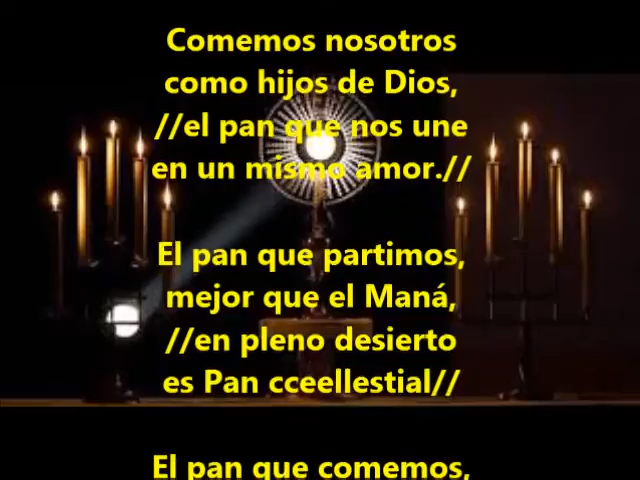 Comemos nosotros
como hijos de Dios,
//el pan que nos une
en un mismo amor.//
El pan que partimos,
mejor que el Maná,
//en pleno desierto
es Pan cceellestial//
El pan que comemos,